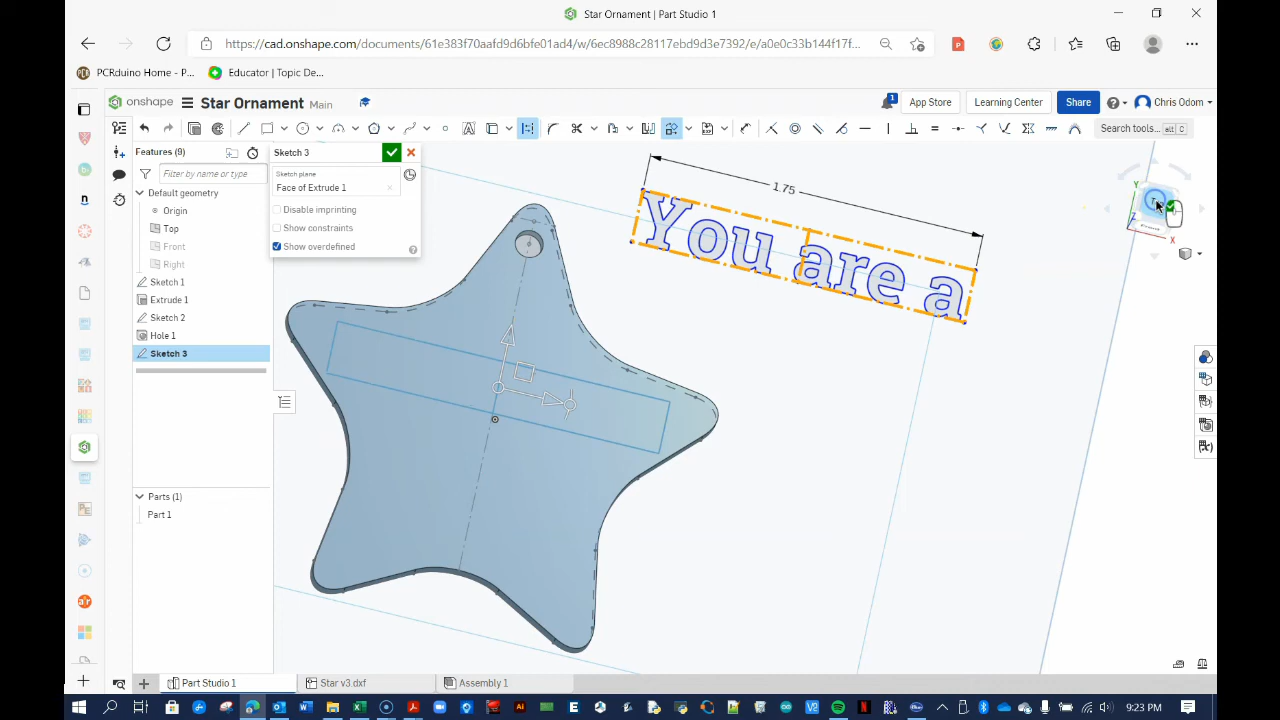 Star Ornament | Part Studio 1
https://cad.onshape.com/documents/61e383f70aafd9d6bfe01ad4/w/6ec8988c28117ebd9d3e7392/e/a0e0c33b144f17f...
PCRduino Home - P...
Educator | Topic De...
onshape
Star Ornament
Main
1
App Store
Learning Center
Share
Chris Odom
Search tools...
alt
C
Features (9)
Filter by name or type
Default geometry
Origin
Top
Front
Right
Sketch 1
Extrude 1
Sketch 2
Hole 1
Sketch 3
Parts (1)
Part 1
Sketch 3
Sketch plane
Face of Extrude 1
Disable imprinting
Show constraints
Show overdefined
1.75
You are a
Y
Z
X
Front
Part Studio 1
Star v3.dxf
Assembly 1
9:23 PM